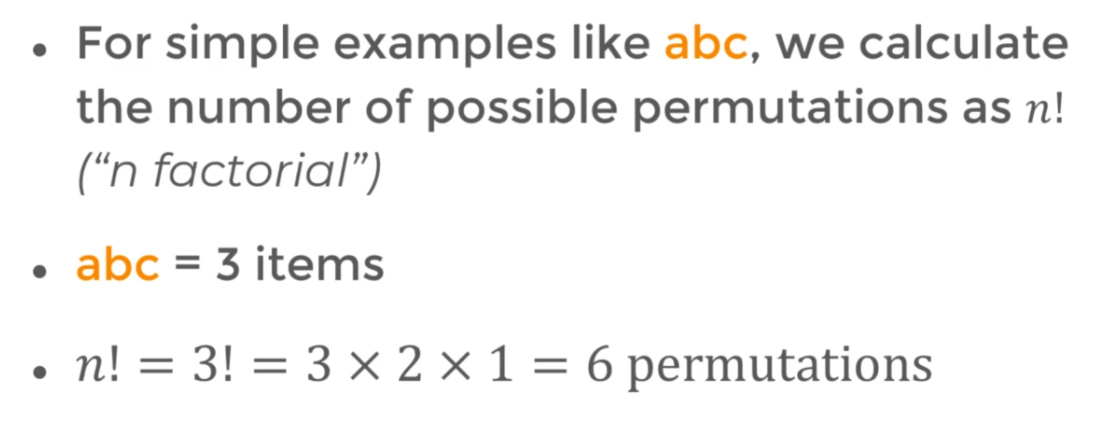 • For simple examples like abc, we calculate
the number of possible permutations as n!
(“n factorial”)
• abc = 3 items
• n! = 3! = 3 × 2 × 1 = 6 permutations